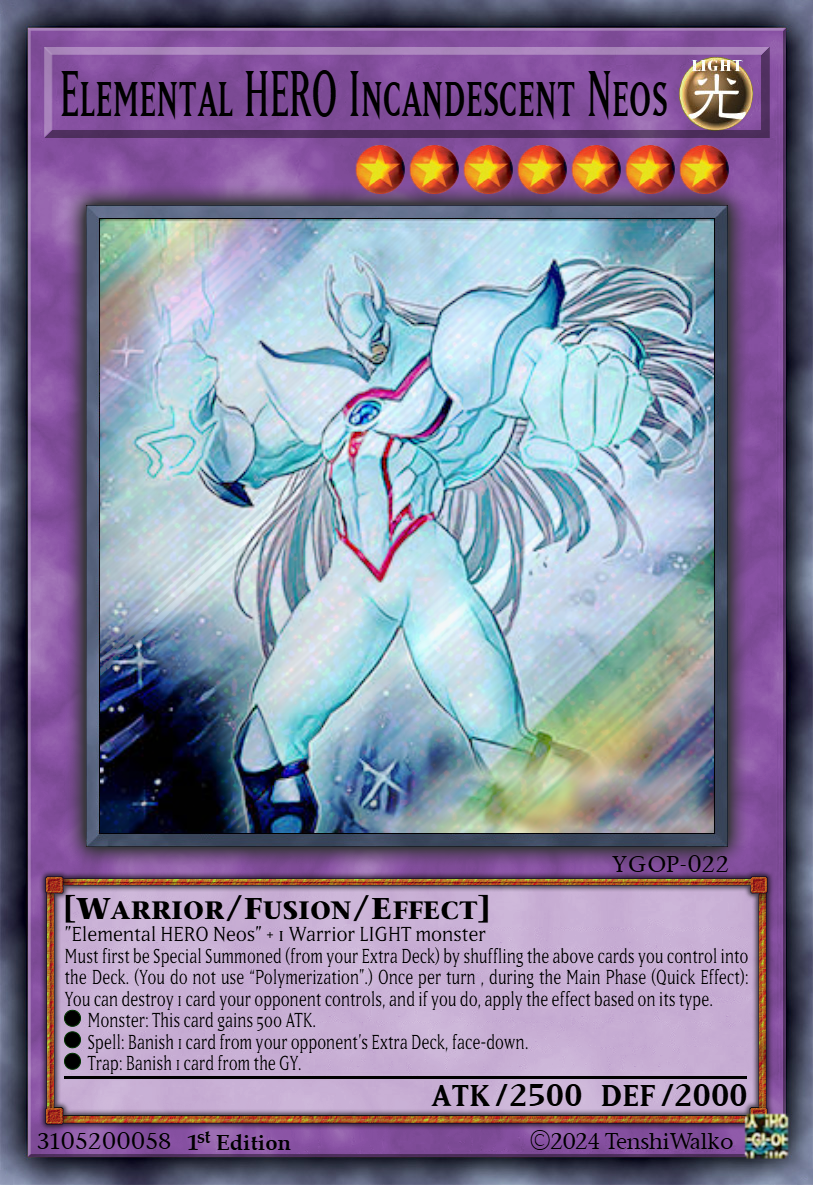 Elemental HERO Incandescent Neos
LIGHT
光
YGOP-022
[Warrior/Fusion/Effect]
"Elemental HERO Neos" + 1 Warrior LIGHT monster
Must first be Special Summoned (from your Extra Deck) by shuffling the above cards you control into
the Deck. (You do not use “Polymerization”.) Once per turn , during the Main Phase (Quick Effect):
You can destroy 1 card your opponent controls, and if you do, apply the effect based on its type.
● Monster: This card gains 500 ATK.
● Spell: Banish 1 card from your opponent's Extra Deck, face-down.
● Trap: Banish 1 card from the GY.
ATK/2500 DEF/2000
3105200058 1st Edition ©2024 TenshiWalko